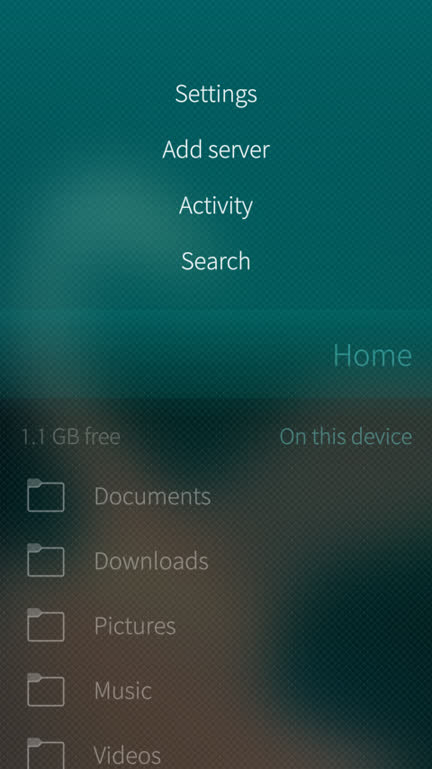 Settings
Add server
Activity
Search
Home
1.1 GB free On this device
Documents
Downloads
Pictures
Music
Videos